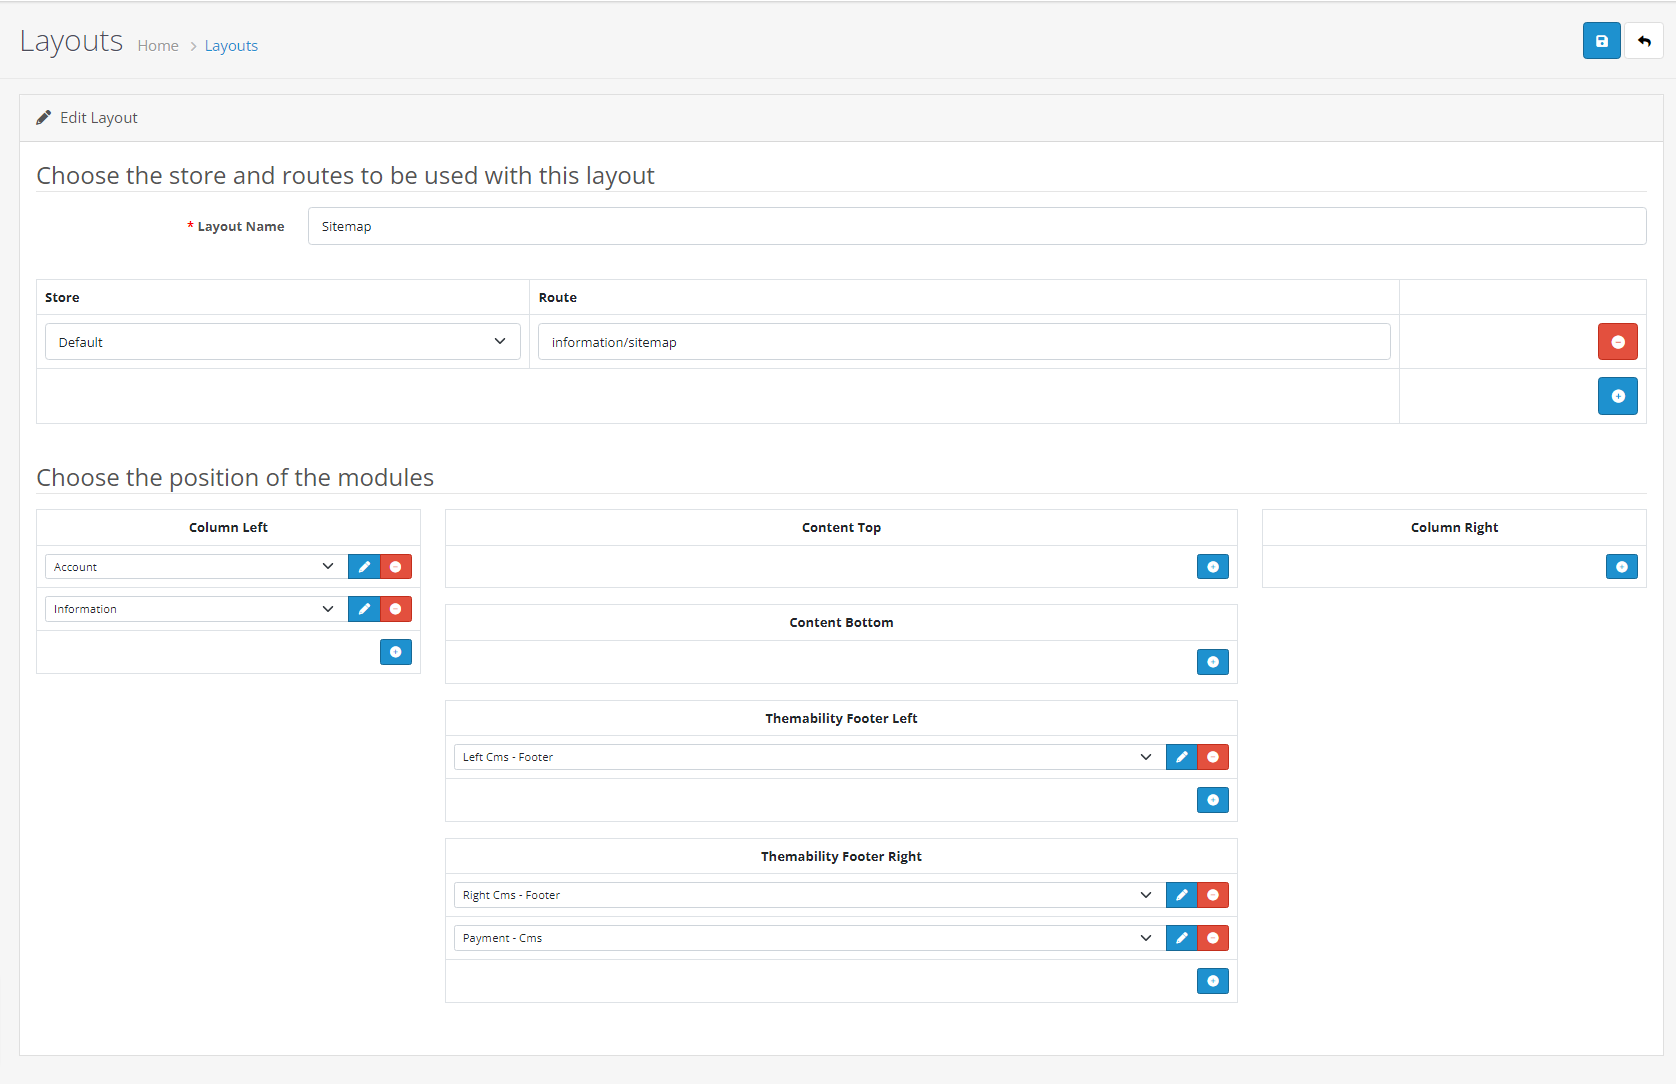 Layouts Home > Layouts
Edit Layout
Choose the store and routes to be used with this layout
* Layout Name Sitemap
Store Route
Default information/sitemap
Choose the position of the modules
Column Left
Account
Information
Content Top
Content Bottom
Themability Footer Left
Left Cms - Footer
Themability Footer Right
Right Cms - Footer
Payment - Cms
Column Right